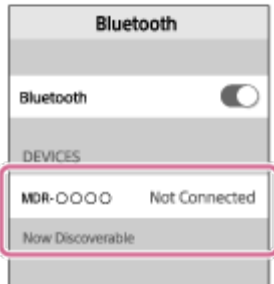 Bluetooth
Bluetooth
DEVICES
MDR-○○○○ Not Connected
Now Discoverable